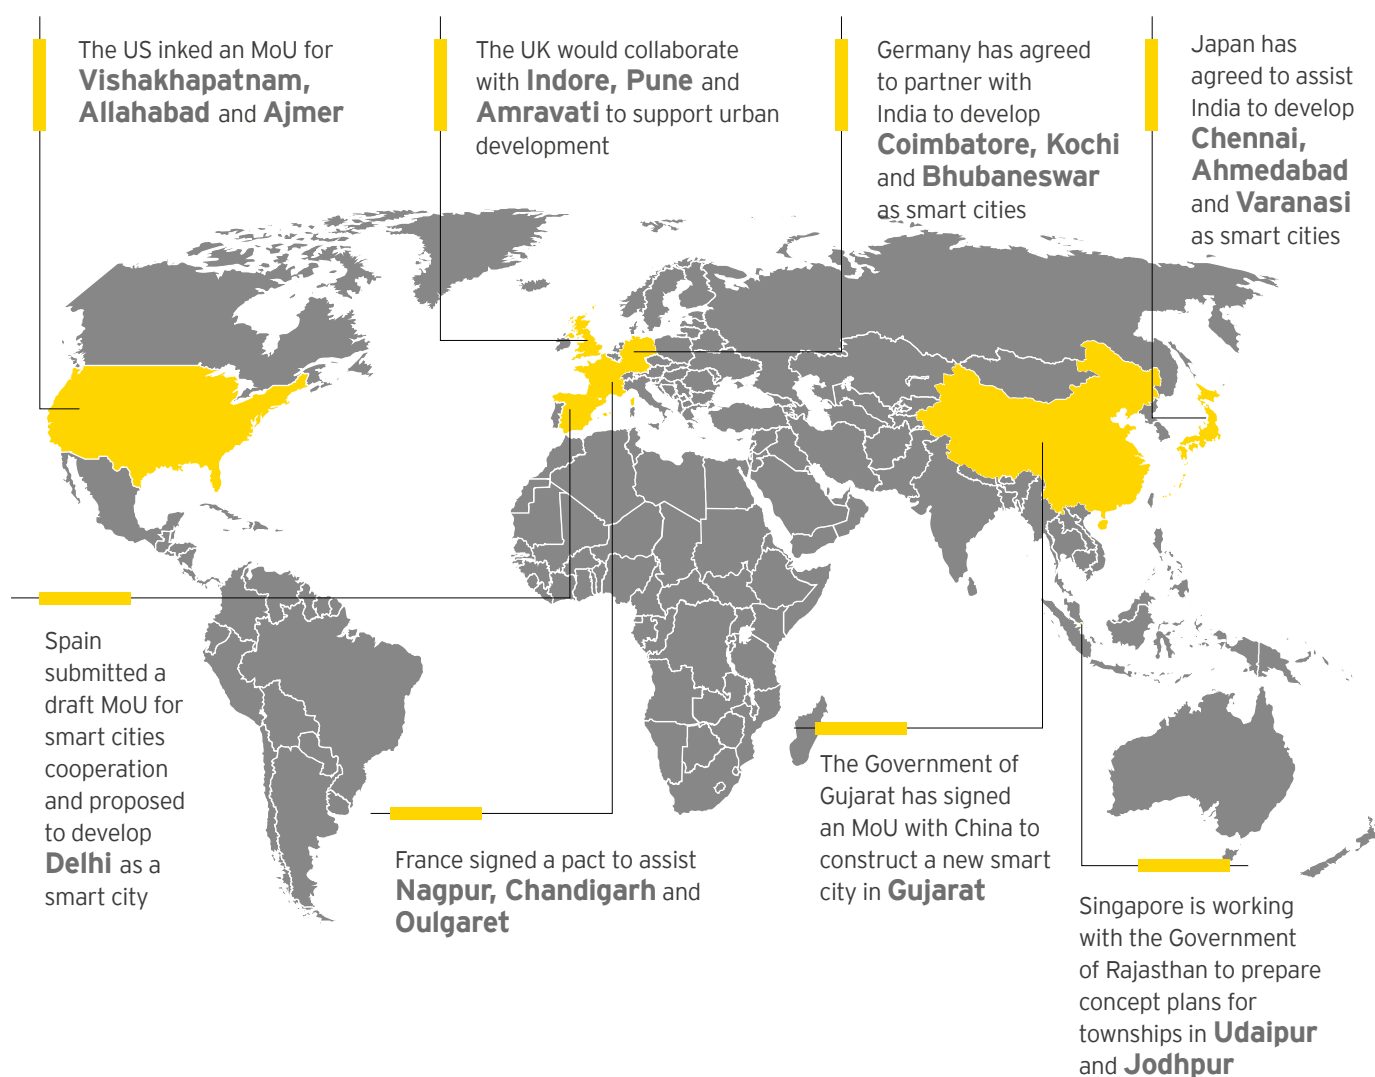 The US inked an MoU for
Vishakhapatnam,
Allahabad and Ajmer
The UK would collaborate
with Indore, Pune and
Amravati to support urban
development
Germany has agreed
to partner with
India to develop
Coimbatore, Kochi
and Bhubaneswar
as smart cities
Japan has
agreed to assist
India to develop
Chennai,
Ahmedabad
and Varanasi
as smart cities
Spain
submitted a
draft MoU for
smart cities
cooperation
and proposed
to develop
Delhi as a
smart city
France signed a pact to assist
Nagpur, Chandigarh and
Oulgaret
The Government of
Gujarat has signed
an MoU with China to
construct a new smart
city in Gujarat
Singapore is working
with the Government
of Rajasthan to prepare
concept plans for
townships in Udaipur
and Jodhpur